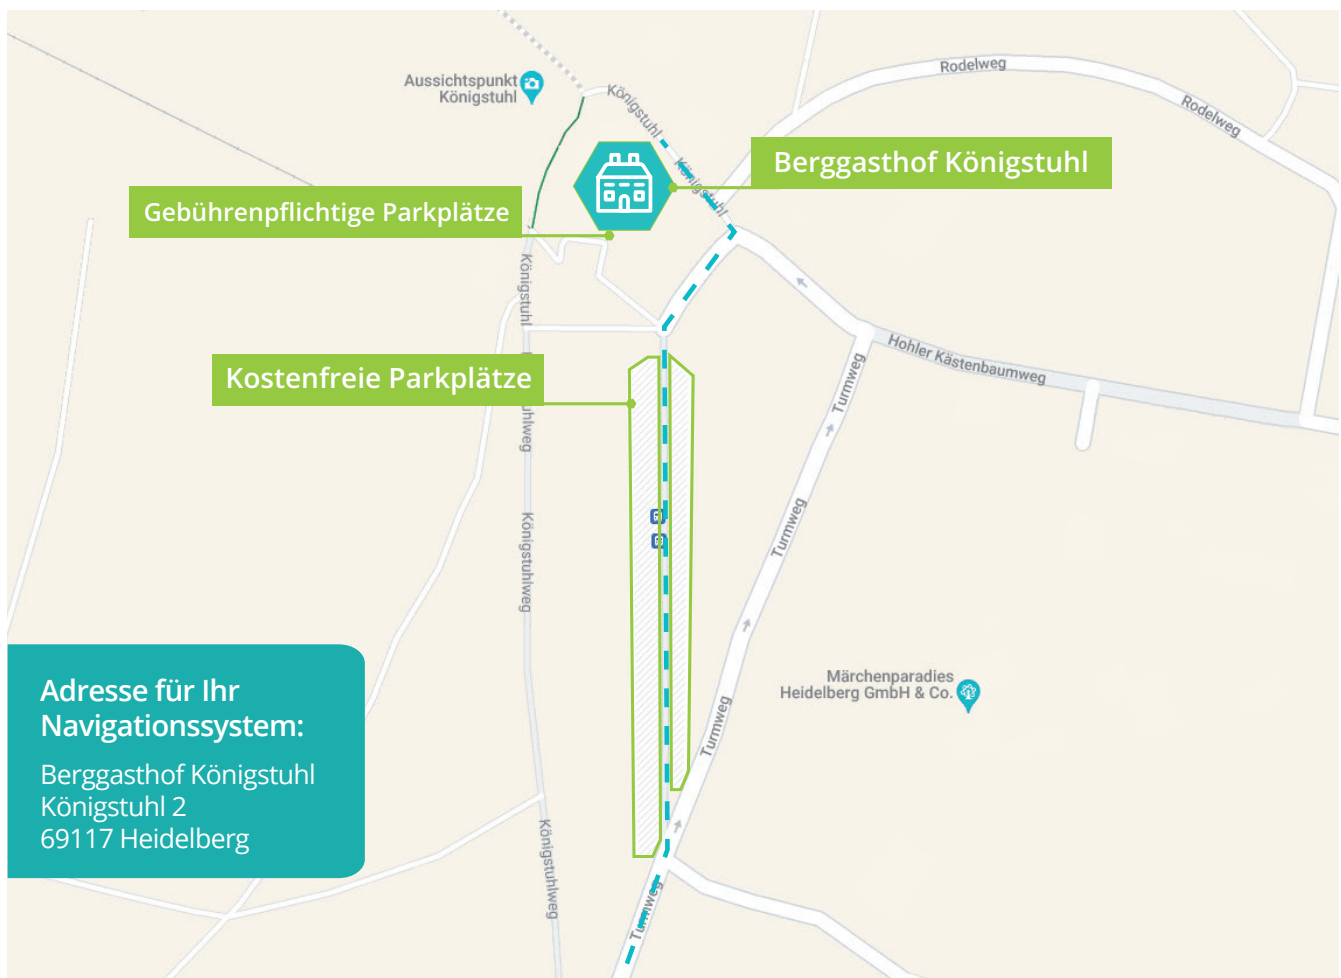 Aussichtspunkt
Königstuhl
Königstuhl
Rodelweg
Rodelweg
Berggasthof Königstuhl
Königstuhl
Gebührenpflichtige Parkplätze
Königstuhl
Hohler Kästenbaumweg
Turmweg
Kostenfreie Parkplätze
uhlweg
Turmweg
Königstuhlweg
Turmweg
Märchenparadies
Heidelberg GmbH & Co.
Adresse für Ihr
Navigationssystem:
Berggasthof Königstuhl
Königstuhl 2
69117 Heidelberg
Königstuhlweg
Turmweg